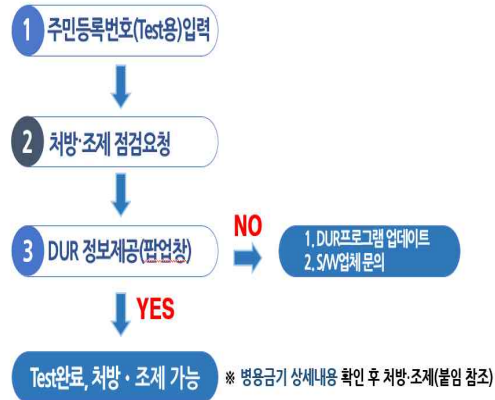 1 주민등록번호(Test용)입력
2 처방·조제 점검요청
3 DUR 정보제공(팝업창)
NO
1. DUR프로그램 업데이트
2. S/W업체 문의
YES
Test완료, 처방·조제 가능
※ 병용금기 상세내용 확인 후 처방·조제(붙임 참조)